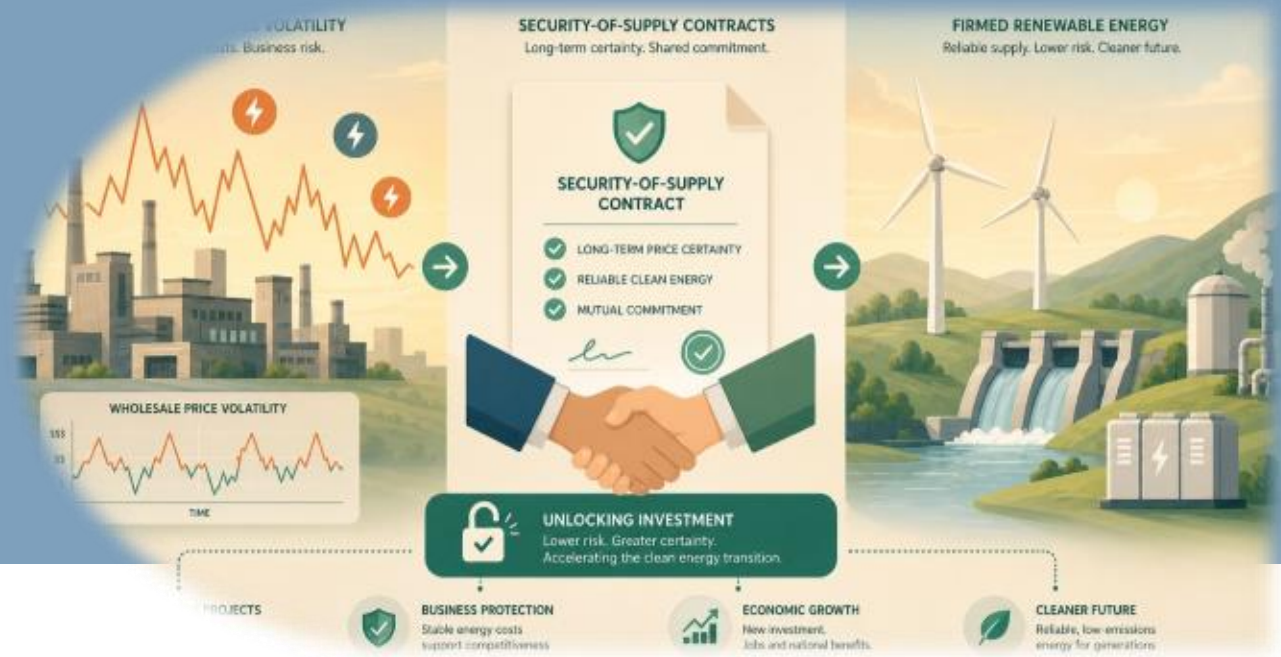 VOLATILITY
Business risk.
SECURITY-OF-SUPPLY CONTRACTS
Long-term certainty. Shared commitment.
FIRMED RENEWABLE ENERGY
Reliable supply. Lower risk. Cleaner future.
SECURITY-OF-SUPPLY
CONTRACT
LONG-TERM PRICE CERTAINTY
RELIABLE CLEAN ENERGY
MUTUAL COMMITMENT
WHOLESALE PRICE VOLATILITY
$$$
$$
TIME
UNLOCKING INVESTMENT
Lower risk. Greater certainty.
Accelerating the clean energy transition.
PROJECTS
BUSINESS PROTECTION
Stable energy costs
support competitiveness
ECONOMIC GROWTH
New investment.
Jobs and national benefits.
CLEANER FUTURE
Reliable, low-emissions
energy for generations